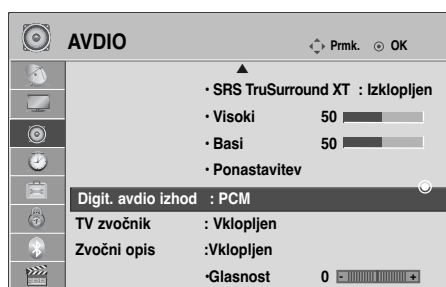 AVDIO
Prmk. OK
• SRS TruSurround XT : Izklopljen
• Visoki 50
• Basi 50
• Ponastavitev
Digit. avdio izhod : PCM
TV zvočnik : Vklopljen
Zvočni opis :Vklopljen
•Glasnost 0 - +